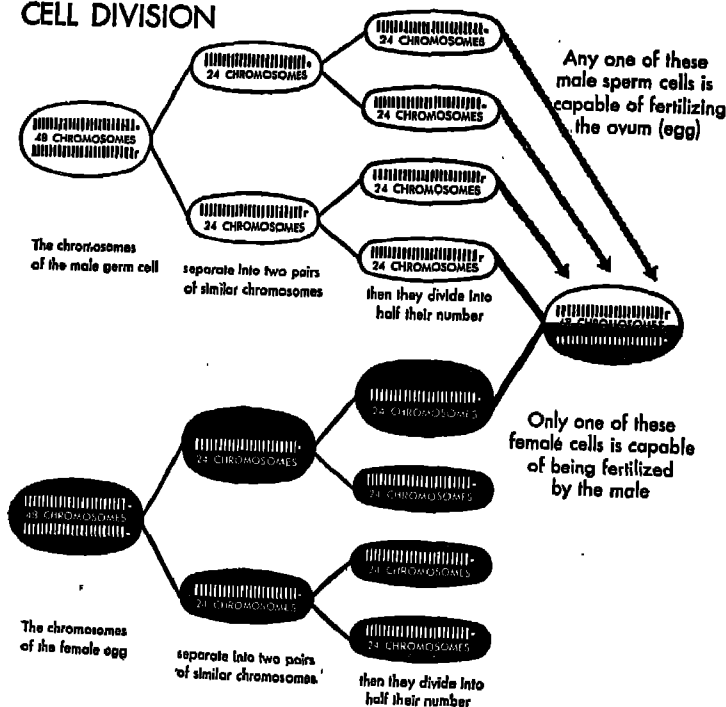 CELL DIVISION
24 CHROMOSOMES
24 CHROMOSOMES
Any one of these
male sperm cells is
capable of fertilizing
the ovum (egg)
48 CHROMOSOMES
24 CHROMOSOMES
24 CHROMOSOMES
24 CHROMOSOMES
24 CHROMOSOMES
The chromosomes
of the male germ cell
separate into two pairs
of similar chromosomes
then they divide into
half their number
CHROMOSOMES
24 CHROMOSOMES
24 CHROMOSOMES
Only one of these
female cells is capable
of being fertilized
by the male
24 CHROMOSOMES
48 CHROMOSOMES
24 CHROMOSOMES
24 CHROMOSOMES
24 CHROMOSOMES
The chromosomes
of the female egg
separate into two pairs
of similar chromosomes
then they divide into
half their number